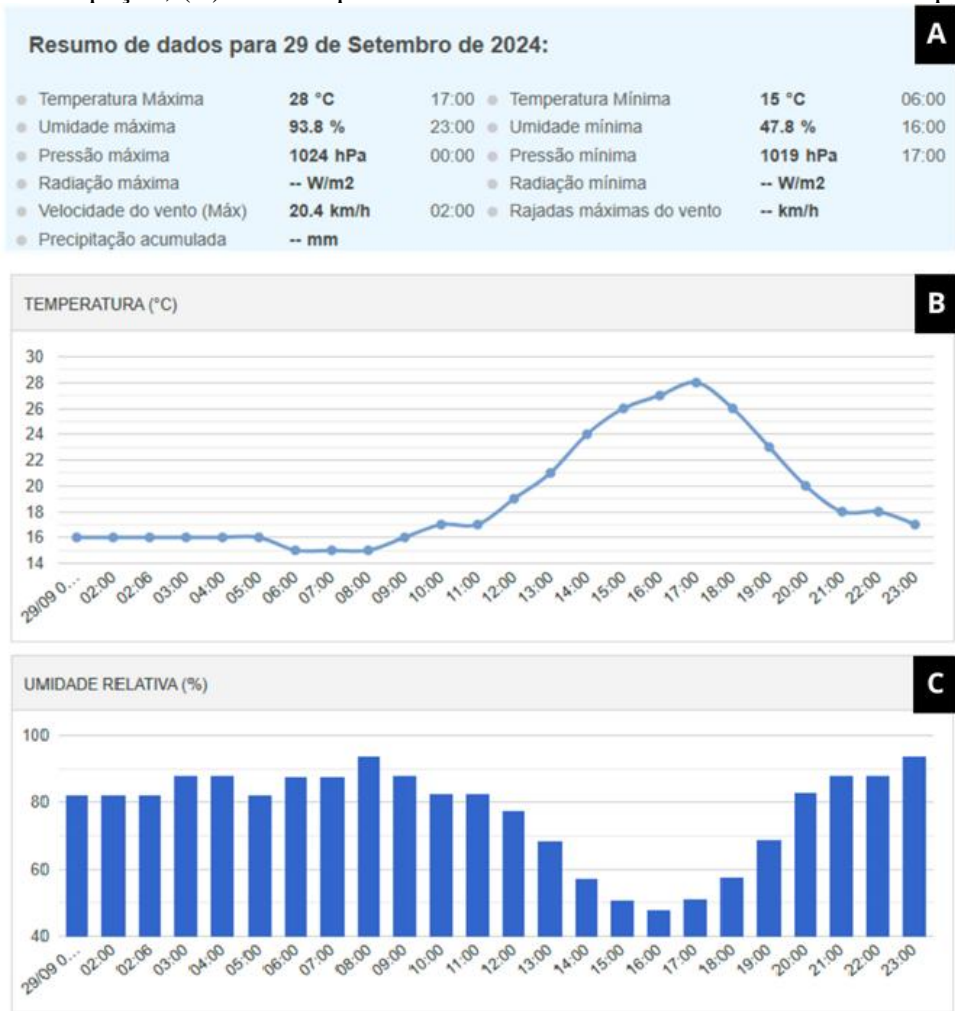 Resumo de dados para 29 de Setembro de 2024:
A
Temperatura Máxima 28 °C 17:00 Temperatura Mínima 15 °C 06:00
Umidade máxima 93.8 % 23:00 Umidade mínima 47.8 % 16:00
Pressão máxima 1024 hPa 00:00 Pressão mínima 1019 hPa 17:00
Radiação máxima -- W/m2 Radiação mínima -- W/m2
Velocidade do vento (Máx) 20.4 km/h 02:00 Rajadas máximas do vento -- km/h
Precipitação acumulada -- mm
TEMPERATURA (°C)
B
30
28
26
24
22
20
18
16
14
29/09 0... 02:00 02:06 03:00 04:00 05:00 06:00 07:00 08:00 09:00 10:00 11:00 12:00 13:00 14:00 15:00 16:00 17:00 18:00 19:00 20:00 21:00 22:00 23:00
UMIDADE RELATIVA (%)
C
100
80
60
40
29/09 0... 02:00 02:06 03:00 04:00 05:00 06:00 07:00 08:00 09:00 10:00 11:00 12:00 13:00 14:00 15:00 16:00 17:00 18:00 19:00 20:00 21:00 22:00 23:00